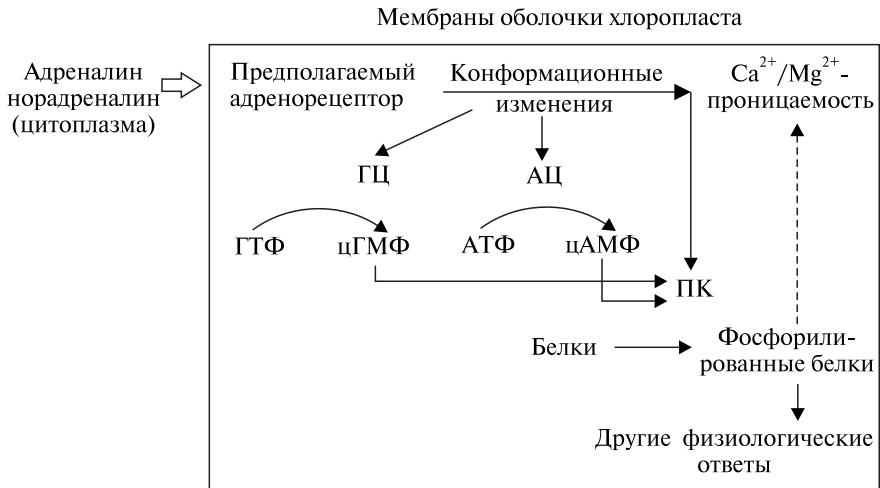 Мембраны оболочки хлоропласта
Адреналин
норадреналин
(цитоплазма)
Предполагаемый
адренорецептор
Конформационные
изменения
Ca²⁺/Mg²⁺-
проницаемость
ГЦ
АЦ
ГТФ
цГМФ
АТФ
цАМФ
ПК
Белки
Фосфорили-
рованные белки
Другие физиологические
ответы